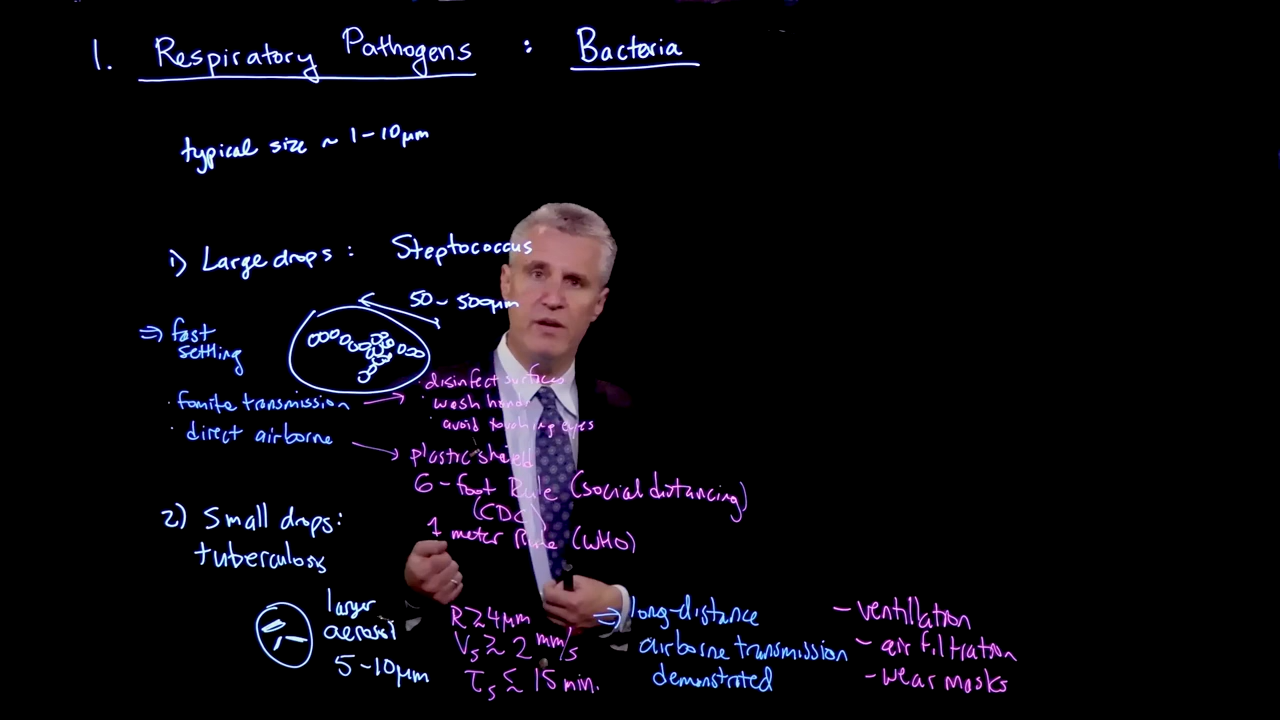 1. Respiratory Pathogens : Bacteria
typical size ~ 1-10μm
1) Large drops : Steptococcus
50 - 500μm
⇒ fast
settling
· fomite transmission
· direct airborne
· disinfect surfaces
· wash hands
· avoid touching eyes
plastic shield
6-foot Rule (social distancing)
(CDC)
1 meter Rule (WHO)
2) Small drops:
tuberculosis
larger
aerosol
5-10μm
R ≳ 4μm
Vs ≳ 2 mm/s
τs ≲ 15 min.
⇒ long-distance
airborne transmission
demonstrated
- ventillation
- air filtration
- wear masks